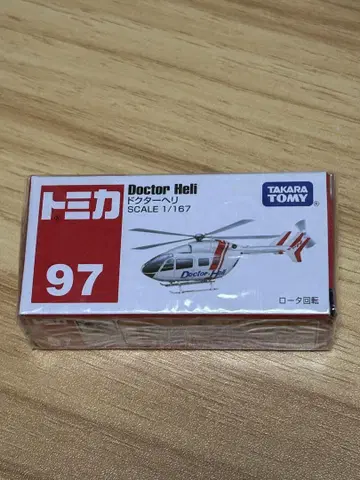 トミカ
97
Doctor Heli
ドクターヘリ
SCALE 1/167
TAKARA
TOMY
®
Doctor Heli
ロータ回転